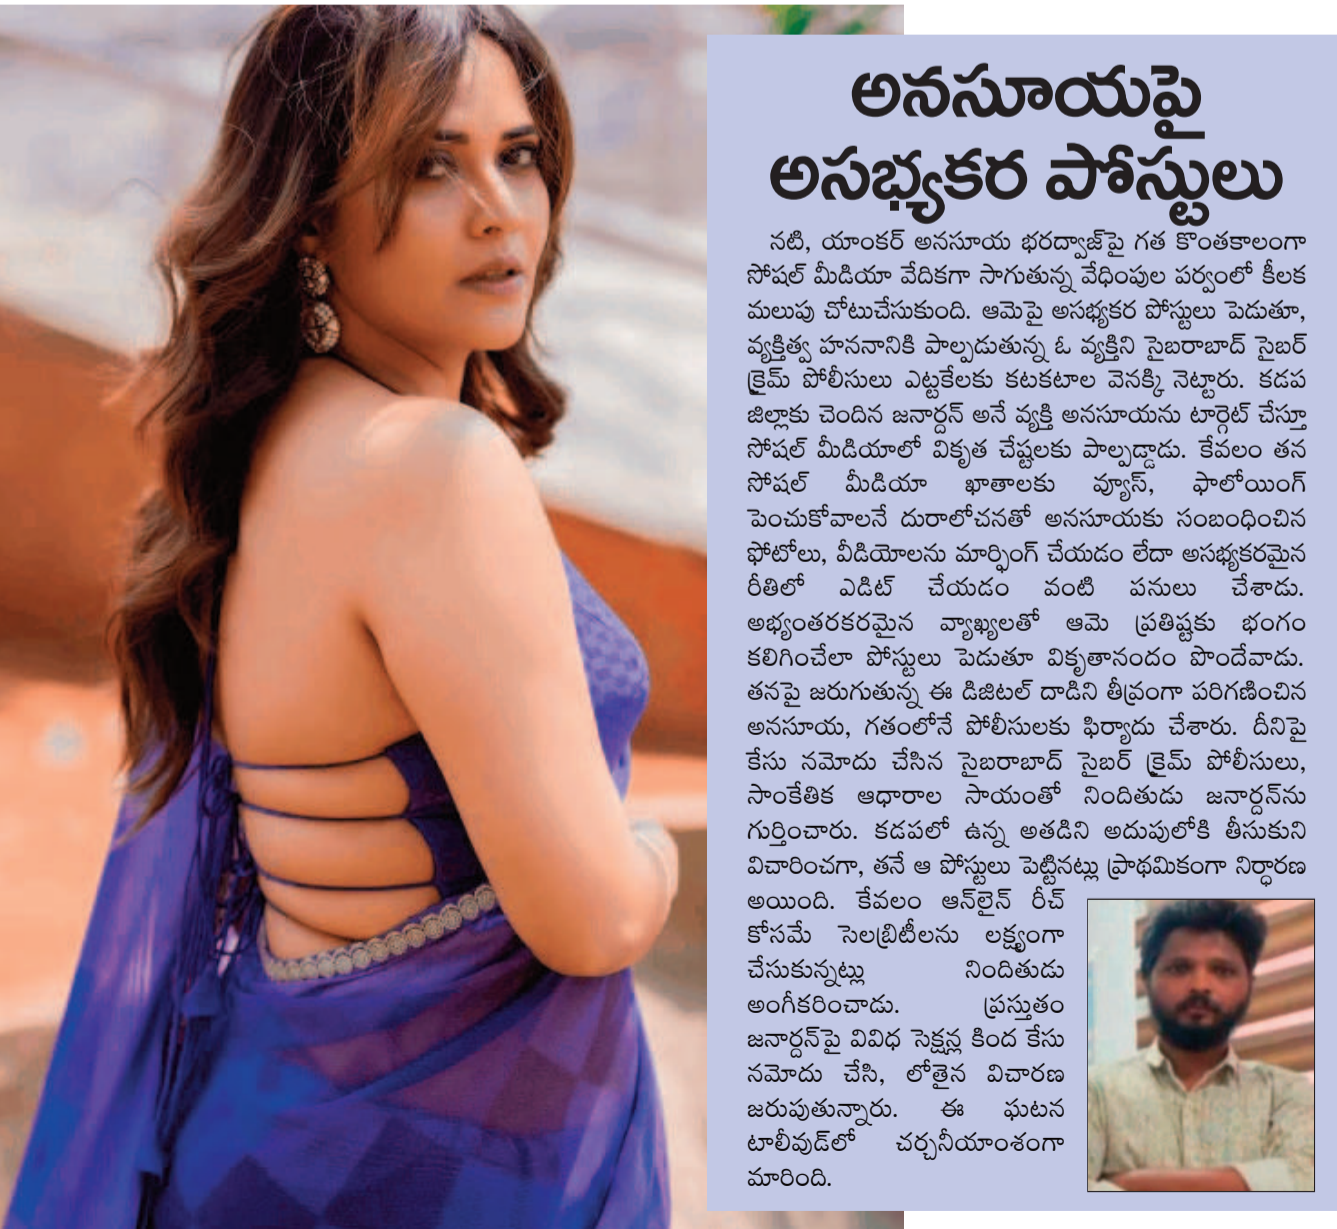 అనసూయపై
అసభ్యకర పోస్టులు
నటి, యాంకర్ అనసూయ భరద్వాజ్‌పై గత కొంతకాలంగా
సోషల్ మీడియా వేదికగా సాగుతున్న వేధింపుల పర్వంలో కీలక
మలుపు చోటుచేసుకుంది. ఆమెపై అసభ్యకర పోస్టులు పెడుతూ,
వ్యక్తిత్వ హననానికి పాల్పడుతున్న ఓ వ్యక్తిని సైబరాబాద్ సైబర్
క్రైమ్ పోలీసులు ఎట్టకేలకు కటకటాల వెనక్కి నెట్టారు. కడప
జిల్లాకు చెందిన జనార్దన్ అనే వ్యక్తి అనసూయను టార్గెట్ చేస్తూ
సోషల్ మీడియాలో వికృత చేష్టలకు పాల్పడ్డాడు. కేవలం తన
సోషల్ మీడియా ఖాతాలకు వ్యూస్, ఫాలోయింగ్
పెంచుకోవాలనే దురాలోచనతో అనసూయకు సంబంధించిన
ఫోటోలు, వీడియోలను మార్ఫింగ్ చేయడం లేదా అసభ్యకరమైన
రీతిలో ఎడిట్ చేయడం వంటి పనులు చేశాడు.
అభ్యంతరకరమైన వ్యాఖ్యలతో ఆమె ప్రతిష్టకు భంగం
కలిగించేలా పోస్టులు పెడుతూ వికృతానందం పొందేవాడు.
తనపై జరుగుతున్న ఈ డిజిటల్ దాడిని తీవ్రంగా పరిగణించిన
అనసూయ, గతంలోనే పోలీసులకు ఫిర్యాదు చేశారు. దీనిపై
కేసు నమోదు చేసిన సైబరాబాద్ సైబర్ క్రైమ్ పోలీసులు,
సాంకేతిక ఆధారాల సాయంతో నిందితుడు జనార్దన్‌ను
గుర్తించారు. కడపలో ఉన్న అతడిని అదుపులోకి తీసుకుని
విచారించగా, తనే ఆ పోస్టులు పెట్టినట్లు ప్రాథమికంగా నిర్ధారణ
అయింది. కేవలం ఆన్‌లైన్ రీచ్
కోసమే సెలబ్రిటీలను లక్ష్యంగా
చేసుకున్నట్లు నిందితుడు
అంగీకరించాడు. ప్రస్తుతం
జనార్దన్‌పై వివిధ సెక్షన్ల కింద కేసు
నమోదు చేసి, లోతైన విచారణ
జరుపుతున్నారు. ఈ ఘటన
టాలీవుడ్‌లో చర్చనీయాంశంగా
మారింది.